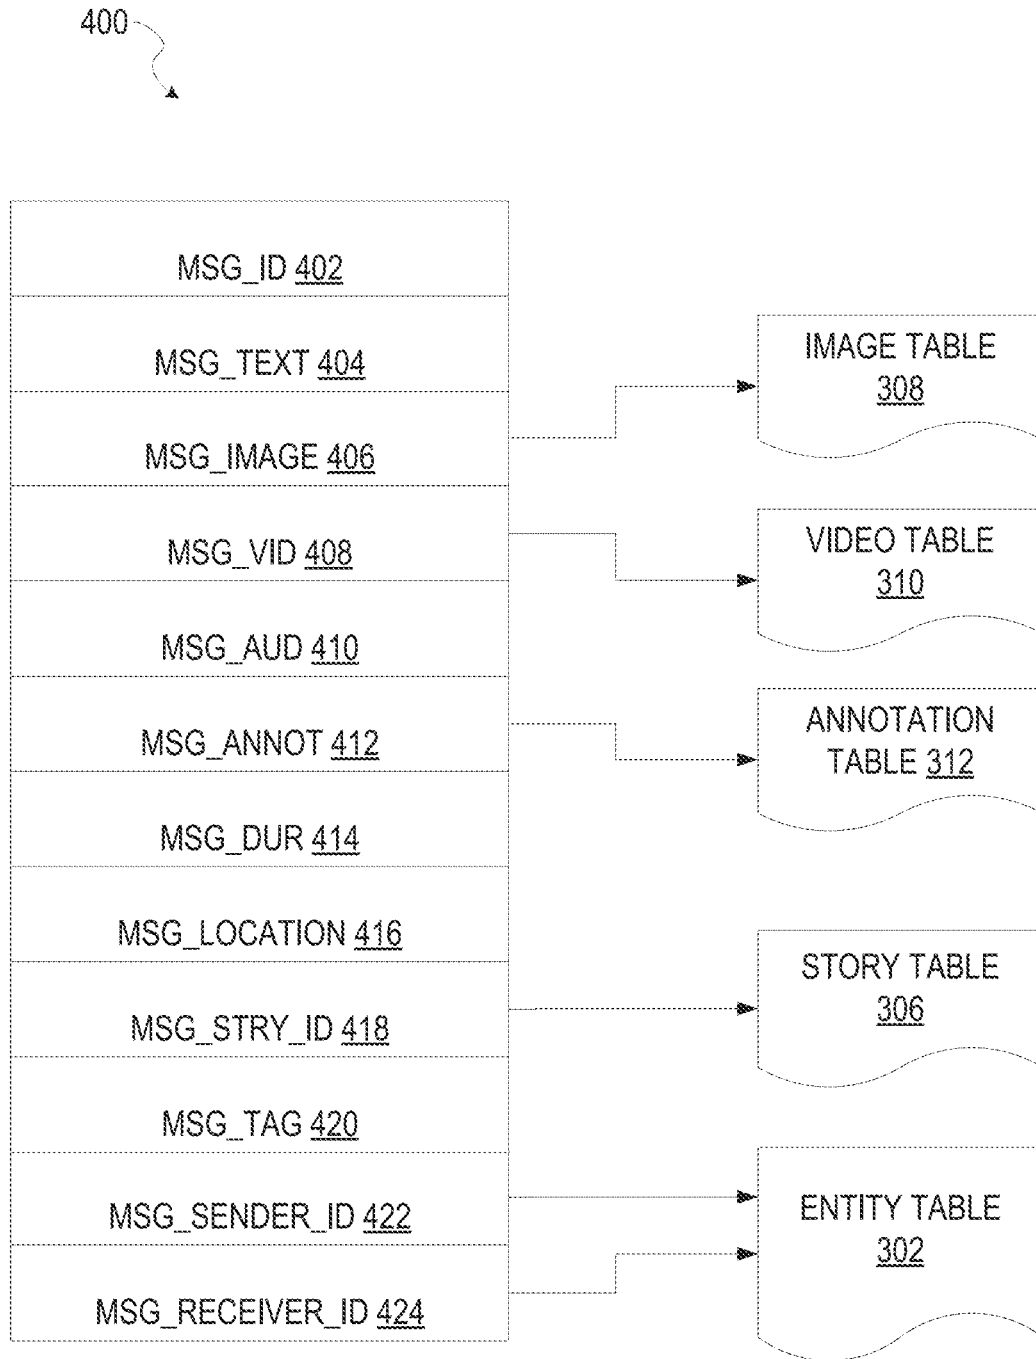 400
MSG_ID 402
MSG_TEXT 404
MSG_IMAGE 406
MSG_VID 408
MSG_AUD 410
MSG_ANNOT 412
MSG_DUR 414
MSG_LOCATION 416
MSG_STRY_ID 418
MSG_TAG 420
MSG_SENDER_ID 422
MSG_RECEIVER_ID 424
IMAGE TABLE
308
VIDEO TABLE
310
ANNOTATION
TABLE 312
STORY TABLE
306
ENTITY TABLE
302